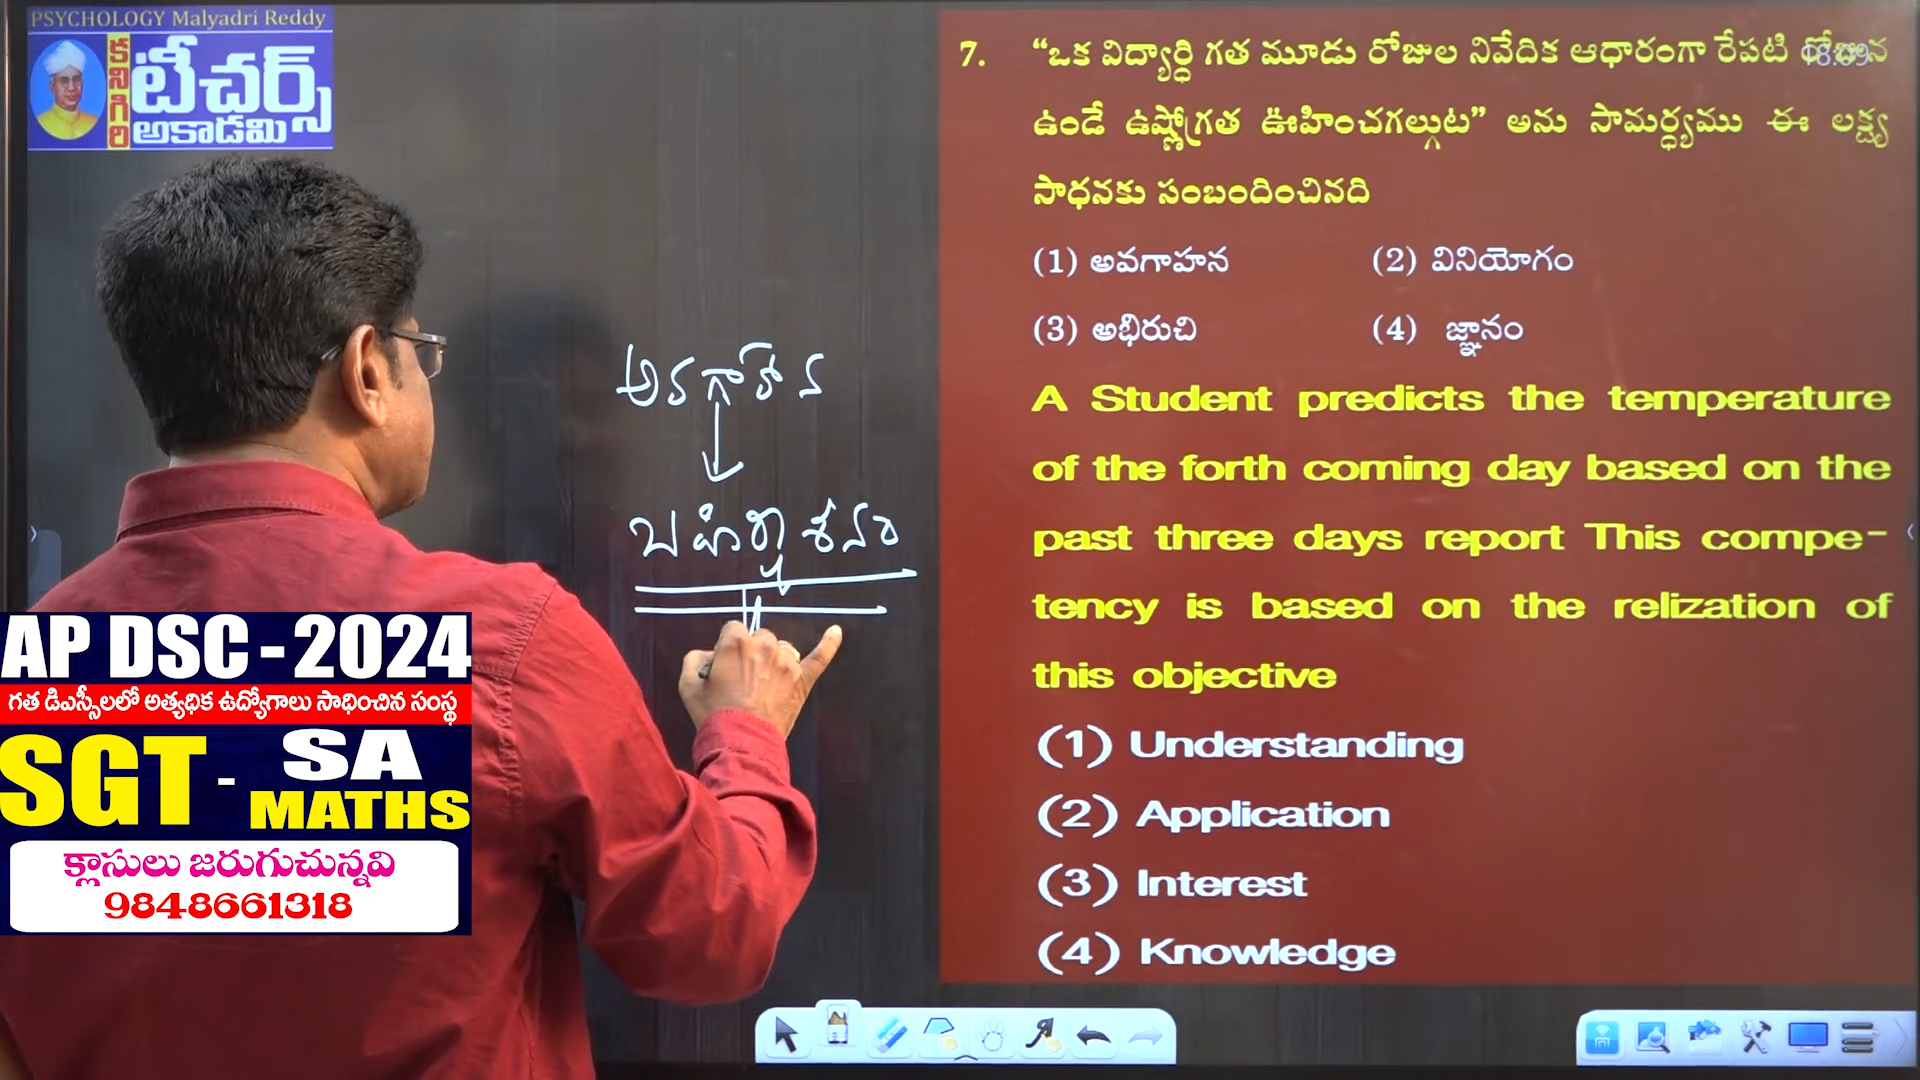 PSYCHOLOGY Malyadri Reddy
కనిగిరి
టీచర్స్
అకాడమి
7. “ఒక విద్యార్థి గత మూడు రోజుల నివేదిక ఆధారంగా రేపటి రోజున
ఉండే ఉష్ణోగ్రత ఊహించగల్గుట” అను సామర్థ్యము ఈ లక్ష్య
సాధనకు సంబందించినది
(1) అవగాహన (2) వినియోగం
(3) అభిరుచి (4) జ్ఞానం
A Student predicts the temperature
of the forth coming day based on the
past three days report This compe-
tency is based on the relization of
this objective
(1) Understanding
(2) Application
(3) Interest
(4) Knowledge
అవగాహన
AP DSC - 2024
గత డిఎస్సీలలో అత్యధిక ఉద్యోగాలు సాధించిన సంస్థ
SGT - SA
MATHS
క్లాసులు జరుగుచున్నవి
9848661318